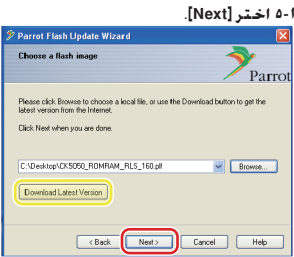 ٥-١ اختر [Next].
Parrot Flash Update Wizard
Choose a flash image
Parrot
Please click Browse to choose a local file, or use the Download button to get the
latest version from the Internet.
Click Next when you are done.
C:\Desktop\CK5050_ROMRAM_RLS_160.plf
Browse...
Download Latest Version
< Back
Next >
Cancel
Help